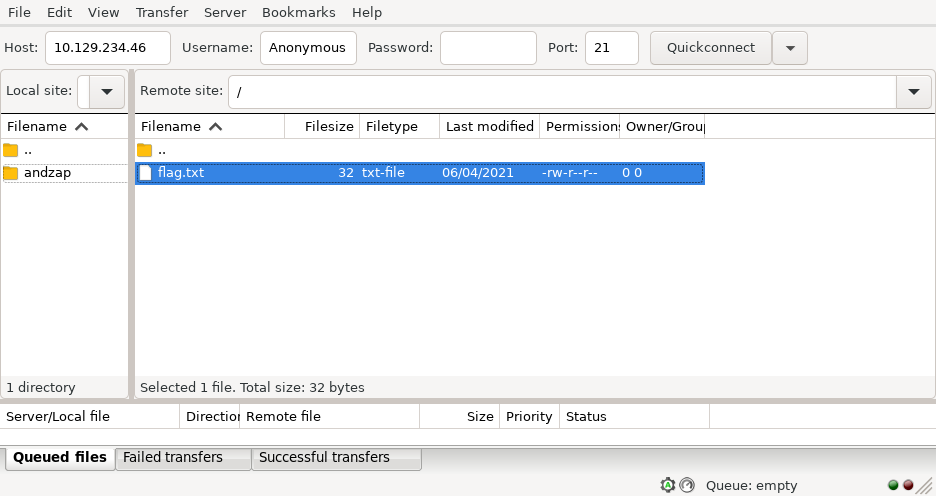 File Edit View Transfer Server Bookmarks Help
Host: 10.129.234.46 Username: Anonymous Password: Port: 21 Quickconnect
Local site: Remote site: /
Filename Filename Filesize Filetype Last modified Permissions Owner/Grou
.. ..
andzap flag.txt 32 txt-file 06/04/2021 -rw-r--r-- 0 0
1 directory Selected 1 file. Total size: 32 bytes
Server/Local file Direction Remote file Size Priority Status
Queued files Failed transfers Successful transfers
A Queue: empty